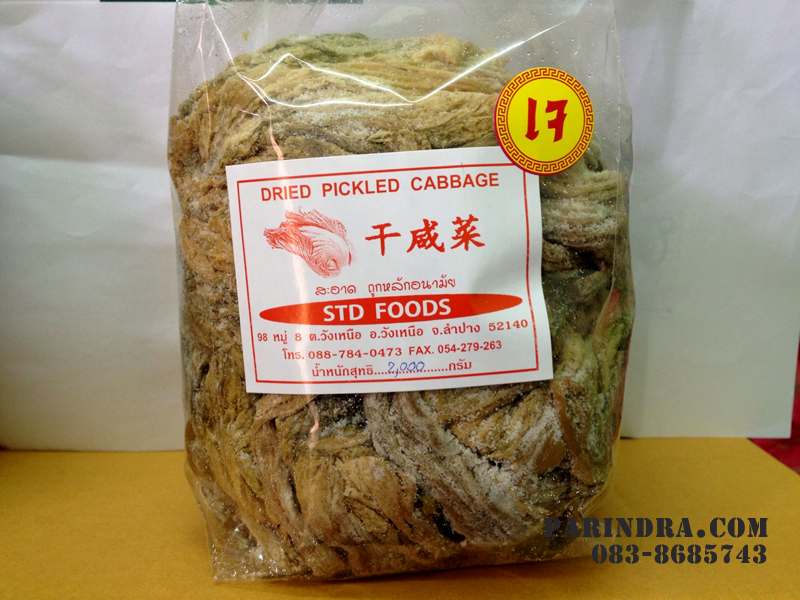 เจ
DRIED PICKLED CABBAGE
干咸菜
สะอาด ถูกหลักอนามัย
STD FOODS
98 หมู่ 8 ต.วังเหนือ อ.วังเหนือ จ.ลำปาง 52140
โทร. 088-784-0473 FAX. 054-279-263
น้ำหนักสุทธิ....2,000....กรัม
PARINDRA.COM
083-8685743